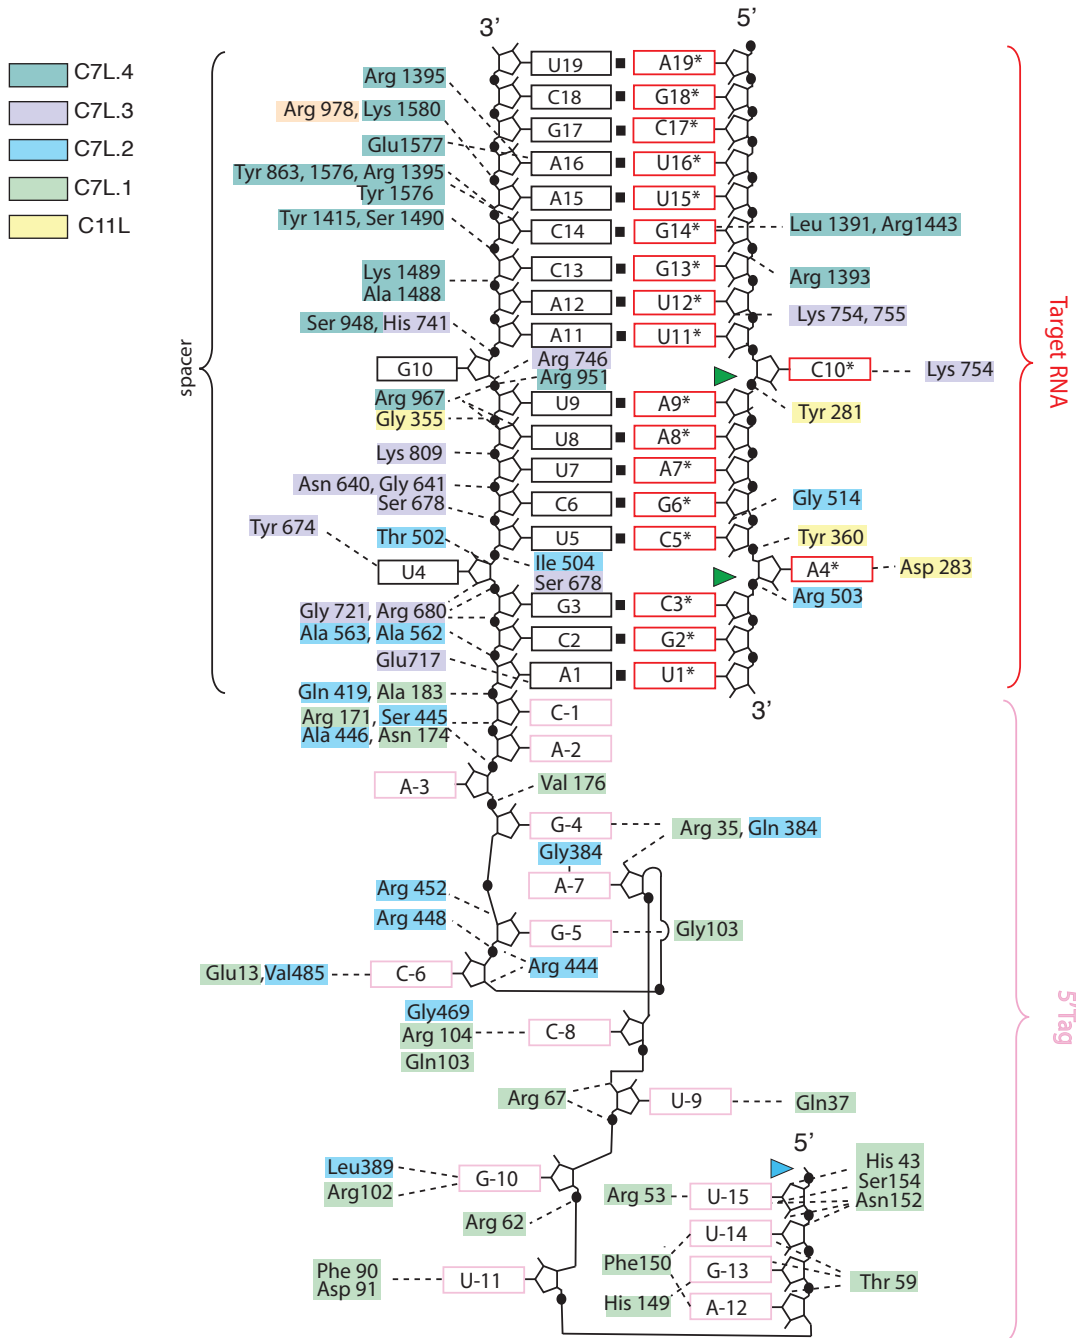 5’
3’
C7L.4
C7L.3
C7L.2
C7L.1
C11L
spacer
Target RNA
5'Tag
U19 A19*
Arg 1395
C18 G18*
Arg 978, Lys 1580
G17 C17*
Glu1577
A16 U16*
Tyr 863, 1576, Arg 1395
Tyr 1576
A15 U15*
Tyr 1415, Ser 1490
C14 G14*
Leu 1391, Arg1443
Lys 1489
Ala 1488
C13 G13*
Arg 1393
A12 U12*
Lys 754, 755
Ser 948, His 741
A11 U11*
Arg 746
Arg 951
G10
C10*
Lys 754
Arg 967
Gly 355
U9 A9*
Tyr 281
U8 A8*
Lys 809
U7 A7*
Asn 640, Gly 641
Ser 678
C6 G6*
Gly 514
Tyr 674
Thr 502
U5 C5*
Tyr 360
Ile 504
Ser 678
U4
A4*
Asp 283
Arg 503
Gly 721, Arg 680
G3 C3*
Ala 563, Ala 562
C2 G2*
Glu717
A1 U1*
3’
Gln 419, Ala 183
C-1
Arg 171, Ser 445
Ala 446, Asn 174
A-2
A-3
Val 176
G-4
Arg 35, Gln 384
Gly384
A-7
Arg 452
Arg 448
G-5
Gly103
Glu13,Val485
C-6
Arg 444
Gly469
Arg 104
Gln103
C-8
Arg 67
U-9
Gln37
5’
Leu389
Arg102
G-10
Arg 62
Arg 53
U-15
His 43
Ser154
Asn152
U-14
Phe150
G-13
Thr 59
His 149
A-12
Phe 90
Asp 91
U-11